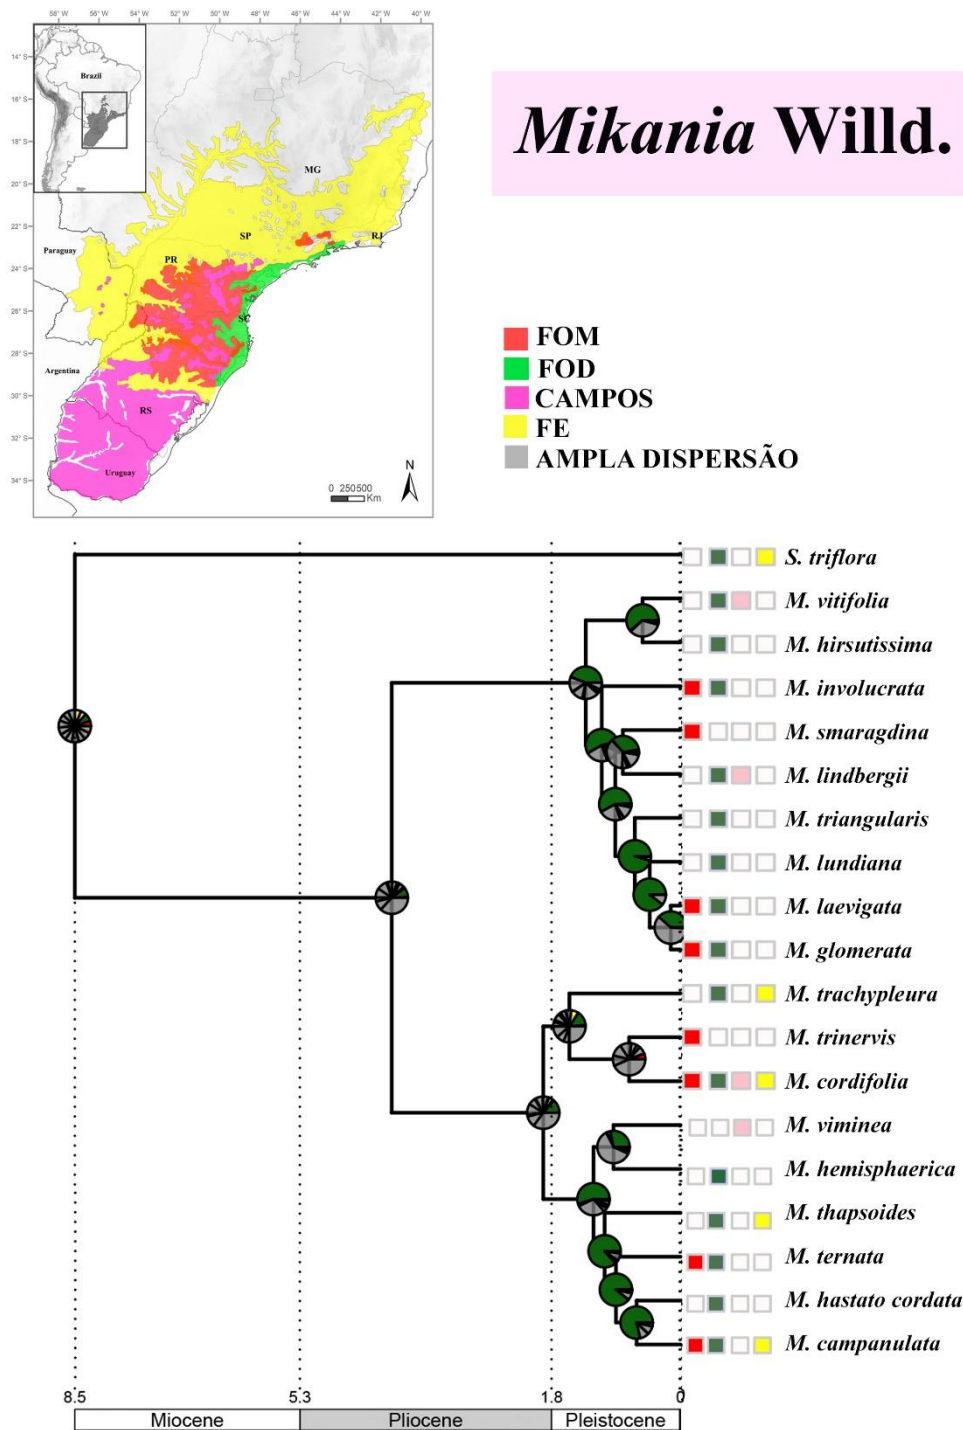 58° W 56° W 54° W 52° W 50° W 48° W 46° W 44° W 42° W 40° W
14° S
16° S
18° S
20° S
22° S
24° S
26° S
28° S
30° S
32° S
34° S
Brazil
MG
SP
RJ
Paraguay
PR
SC
Argentina
RS
Uruguay
N
0 250500
Km
Mikania Willd.
FOM
FOD
CAMPOS
FE
AMPLA DISPERSÃO
S. triflora
M. vitifolia
M. hirsutissima
M. involucrata
M. smaragdina
M. lindbergii
M. triangularis
M. lundiana
M. laevigata
M. glomerata
M. trachypleura
M. trinervis
M. cordifolia
M. viminea
M. hemisphaerica
M. thapsoides
M. ternata
M. hastato cordata
M. campanulata
8.5 5.3 1.8 0
Miocene Pliocene Pleistocene